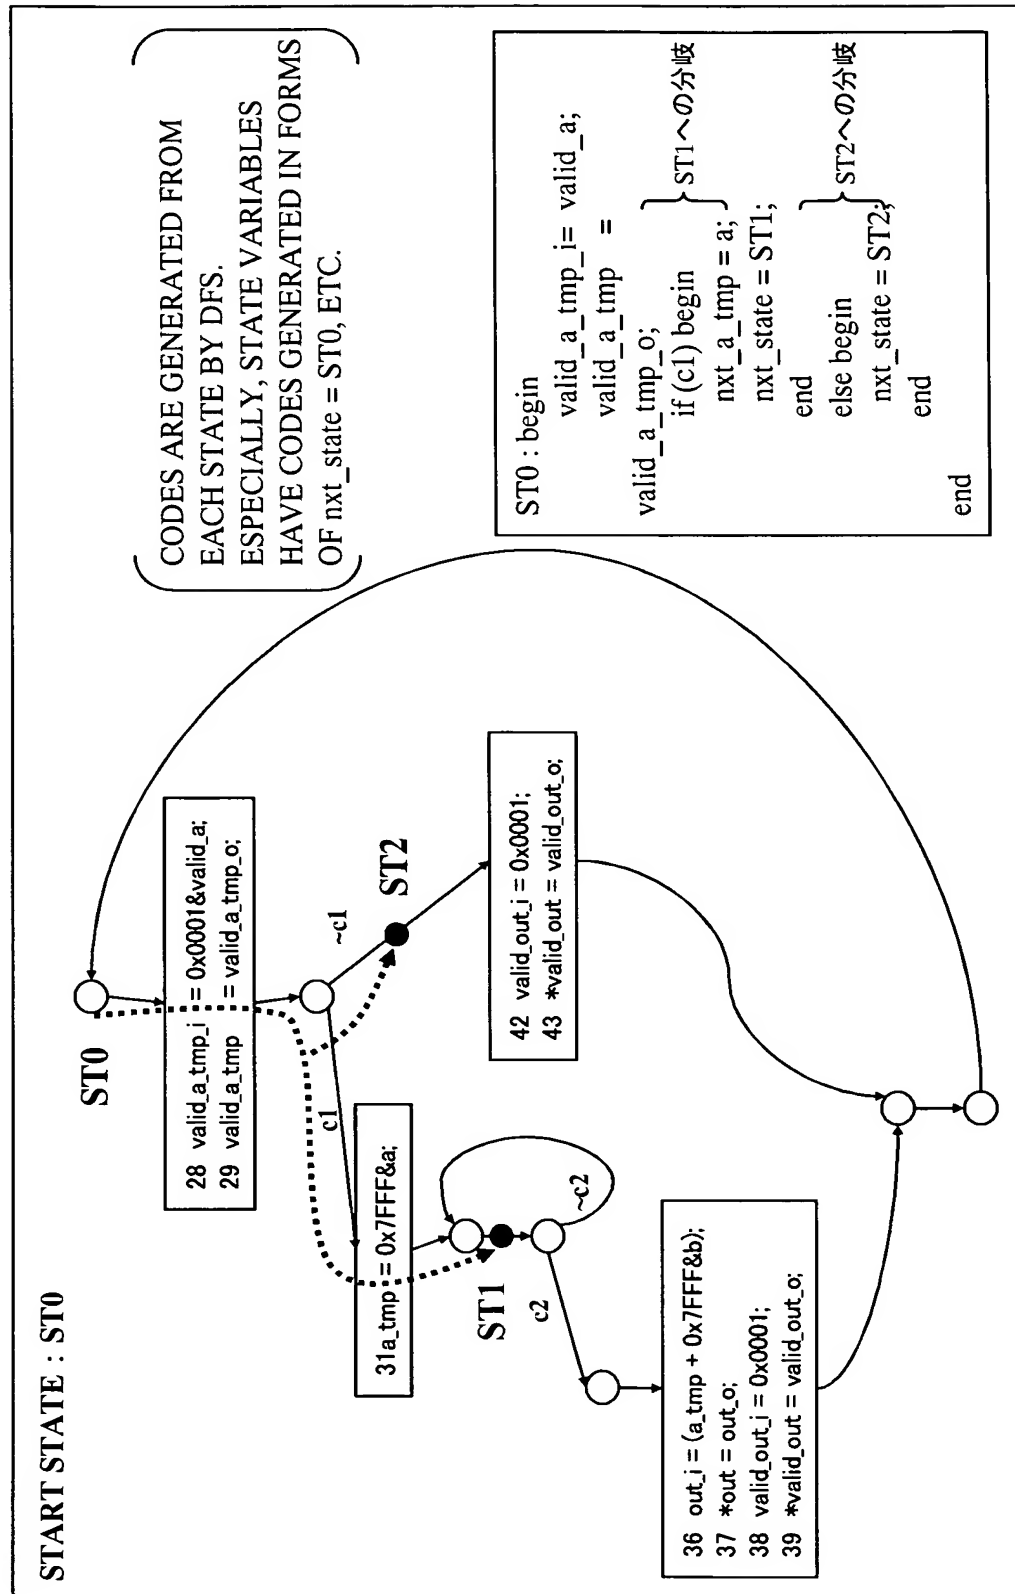 START STATE : ST0
ST0
28 valid_a_tmp_i = 0x0001&valid_a;
29 valid_a_tmp = valid_a_tmp_o;
c1
~c1
31a_tmp = 0x7FFF&a;
ST1
ST2
c2
~c2
36 out_i = (a_tmp + 0x7FFF&b);
37 *out = out_o;
38 valid_out_i = 0x0001;
39 *valid_out = valid_out_o;
42 valid_out_i = 0x0001;
43 *valid_out = valid_out_o;
CODES ARE GENERATED FROM
EACH STATE BY DFS.
ESPECIALLY, STATE VARIABLES
HAVE CODES GENERATED IN FORMS
OF nxt_state = ST0, ETC.
ST0 : begin
valid_a_tmp_i= valid_a;
valid_a_tmp =
valid_a_tmp_o;
if (c1) begin
nxt_a_tmp = a;
nxt_state = ST1;
end
ST1への分岐
else begin
nxt_state = ST2;
end
ST2への分岐
end